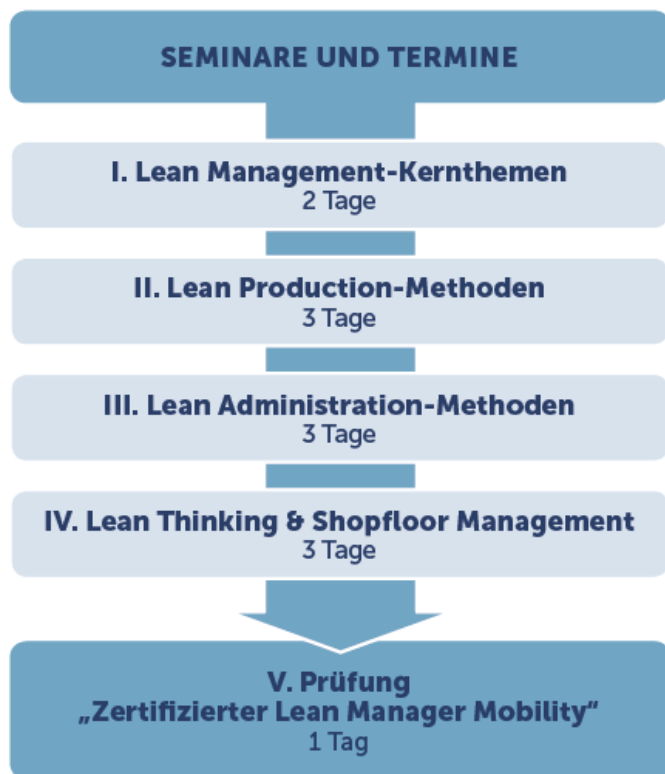 SEMINARE UND TERMINE
I. Lean Management-Kernthemen
2 Tage
II. Lean Production-Methoden
3 Tage
III. Lean Administration-Methoden
3 Tage
IV. Lean Thinking & Shopfloor Management
3 Tage
V. Prüfung
„Zertifizierter Lean Manager Mobility“
1 Tag